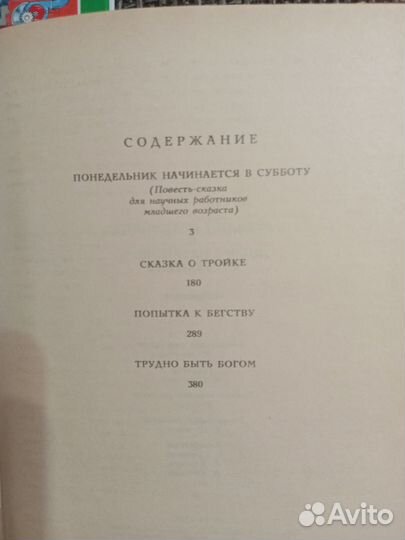 СОДЕРЖАНИЕ
ПОНЕДЕЛЬНИК НАЧИНАЕТСЯ В СУББОТУ
(Повесть-сказка
для научных работников
младшего возраста)
3
СКАЗКА О ТРОЙКЕ
180
ПОПЫТКА К БЕГСТВУ
289
ТРУДНО БЫТЬ БОГОМ
380
Avito